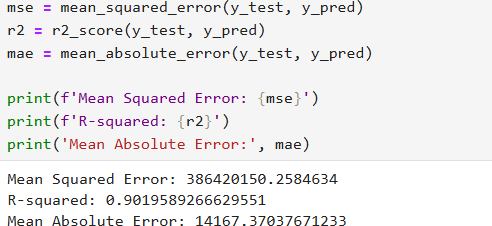 mse = mean_squared_error(y_test, y_pred)
r2 = r2_score(y_test, y_pred)
mae = mean_absolute_error(y_test, y_pred)
print(f'Mean Squared Error: {mse}')
print(f'R-squared: {r2}')
print('Mean Absolute Error:', mae)
Mean Squared Error: 386420150.2584634
R-squared: 0.9019589266629551
Mean Absolute Error: 14167.37037671233